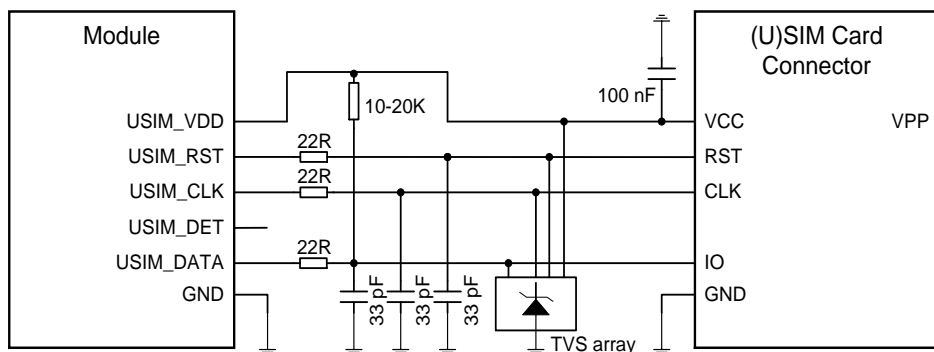 Module
(U)SIM Card
Connector
100 nF
10-20K
USIM_VDD
VCC
VPP
22R
USIM_RST
RST
22R
USIM_CLK
CLK
USIM_DET
22R
USIM_DATA
IO
GND
33 pF
33 pF
33 pF
GND
TVS array